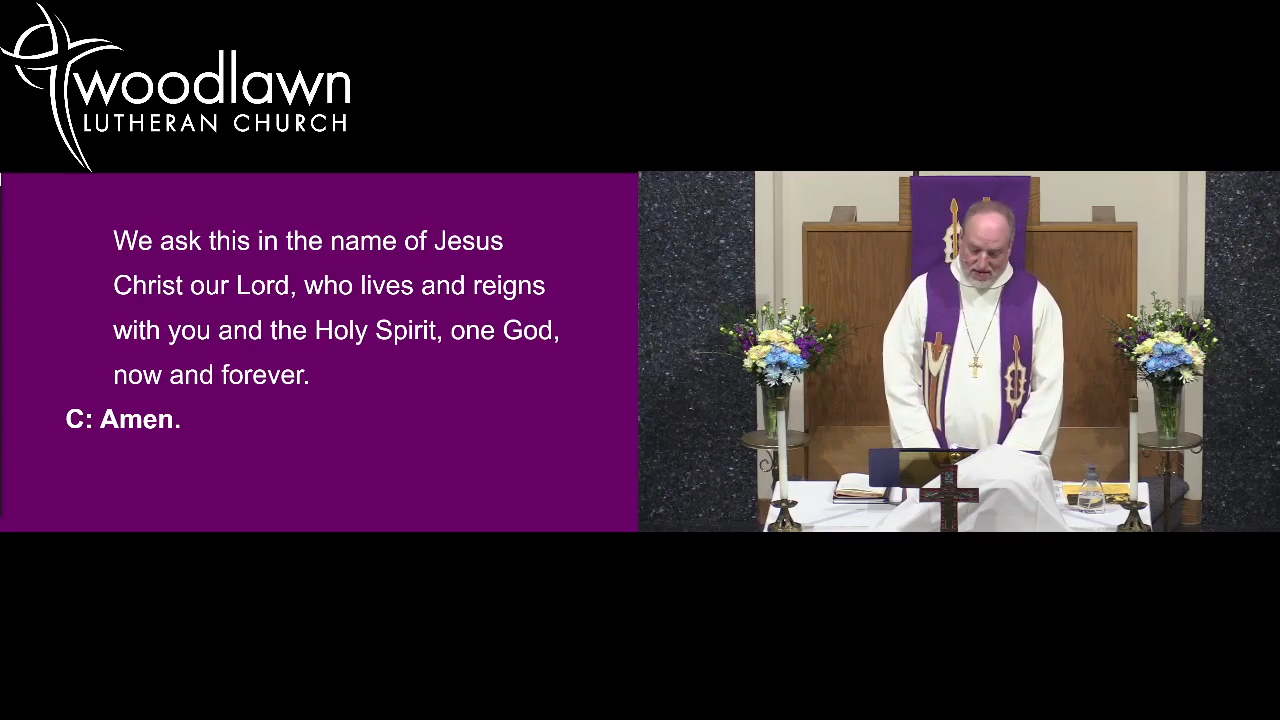 woodlawn
LUTHERAN CHURCH
We ask this in the name of Jesus
Christ our Lord, who lives and reigns
with you and the Holy Spirit, one God,
now and forever.
C: Amen.